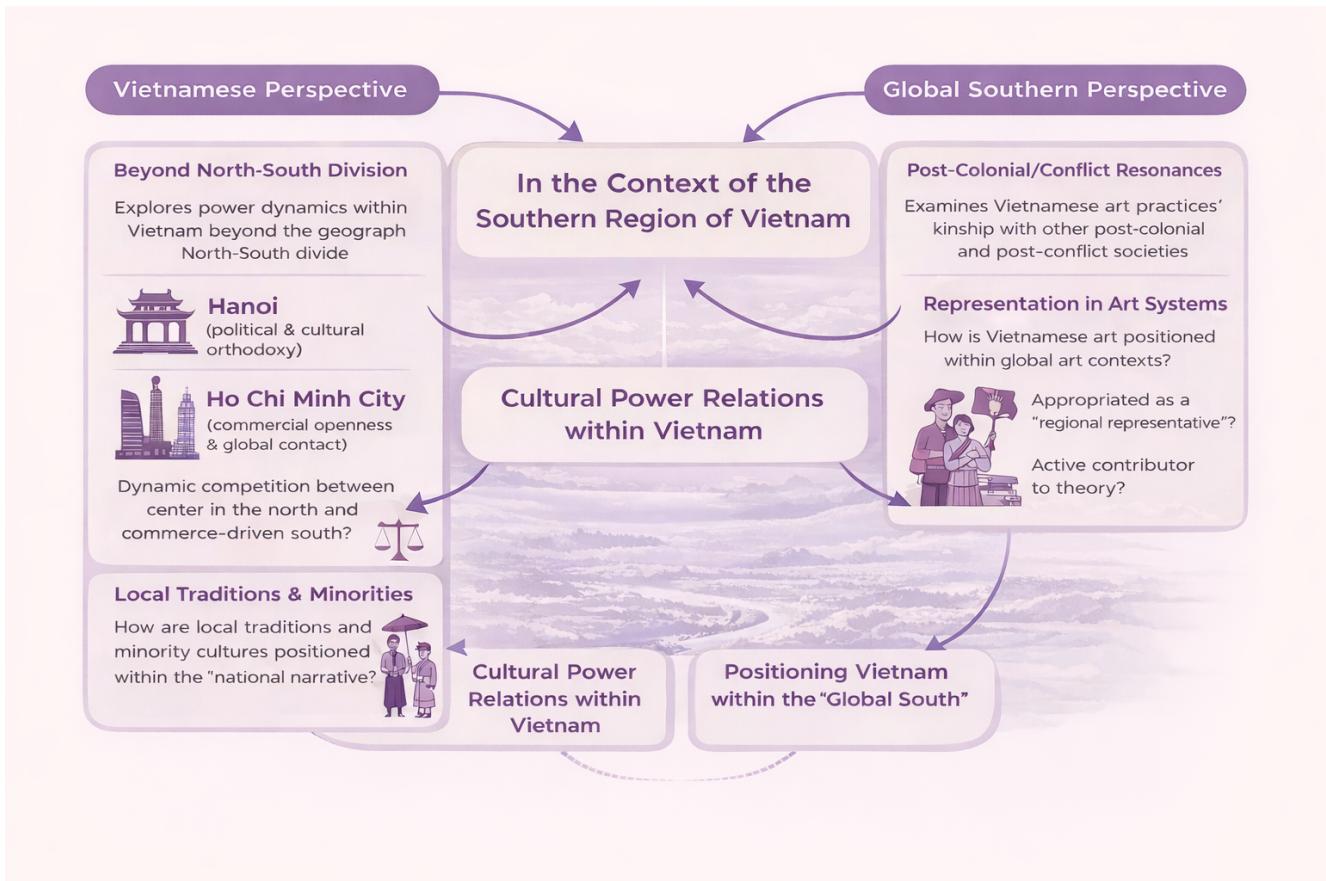 Vietnamese Perspective
Global Southern Perspective
Beyond North-South Division
Explores power dynamics within
Vietnam beyond the geograph
North-South divide
Hanoi
(political & cultural
orthodoxy)
Ho Chi Minh City
(commercial openness
& global contact)
Dynamic competition between
center in the north and
commerce-driven south?
Local Traditions & Minorities
How are local traditions and
minority cultures positioned
within the "national narrative?
In the Context of the
Southern Region of Vietnam
Cultural Power Relations
within Vietnam
Post-Colonial/Conflict Resonances
Examines Vietnamese art practices'
kinship with other post-colonial
and post-conflict societies
Representation in Art Systems
How is Vietnamese art positioned
within global art contexts?
Appropriated as a
"regional representative"?
Active contributor
to theory?
Cultural Power
Relations within
Vietnam
Positioning Vietnam
within the "Global South"